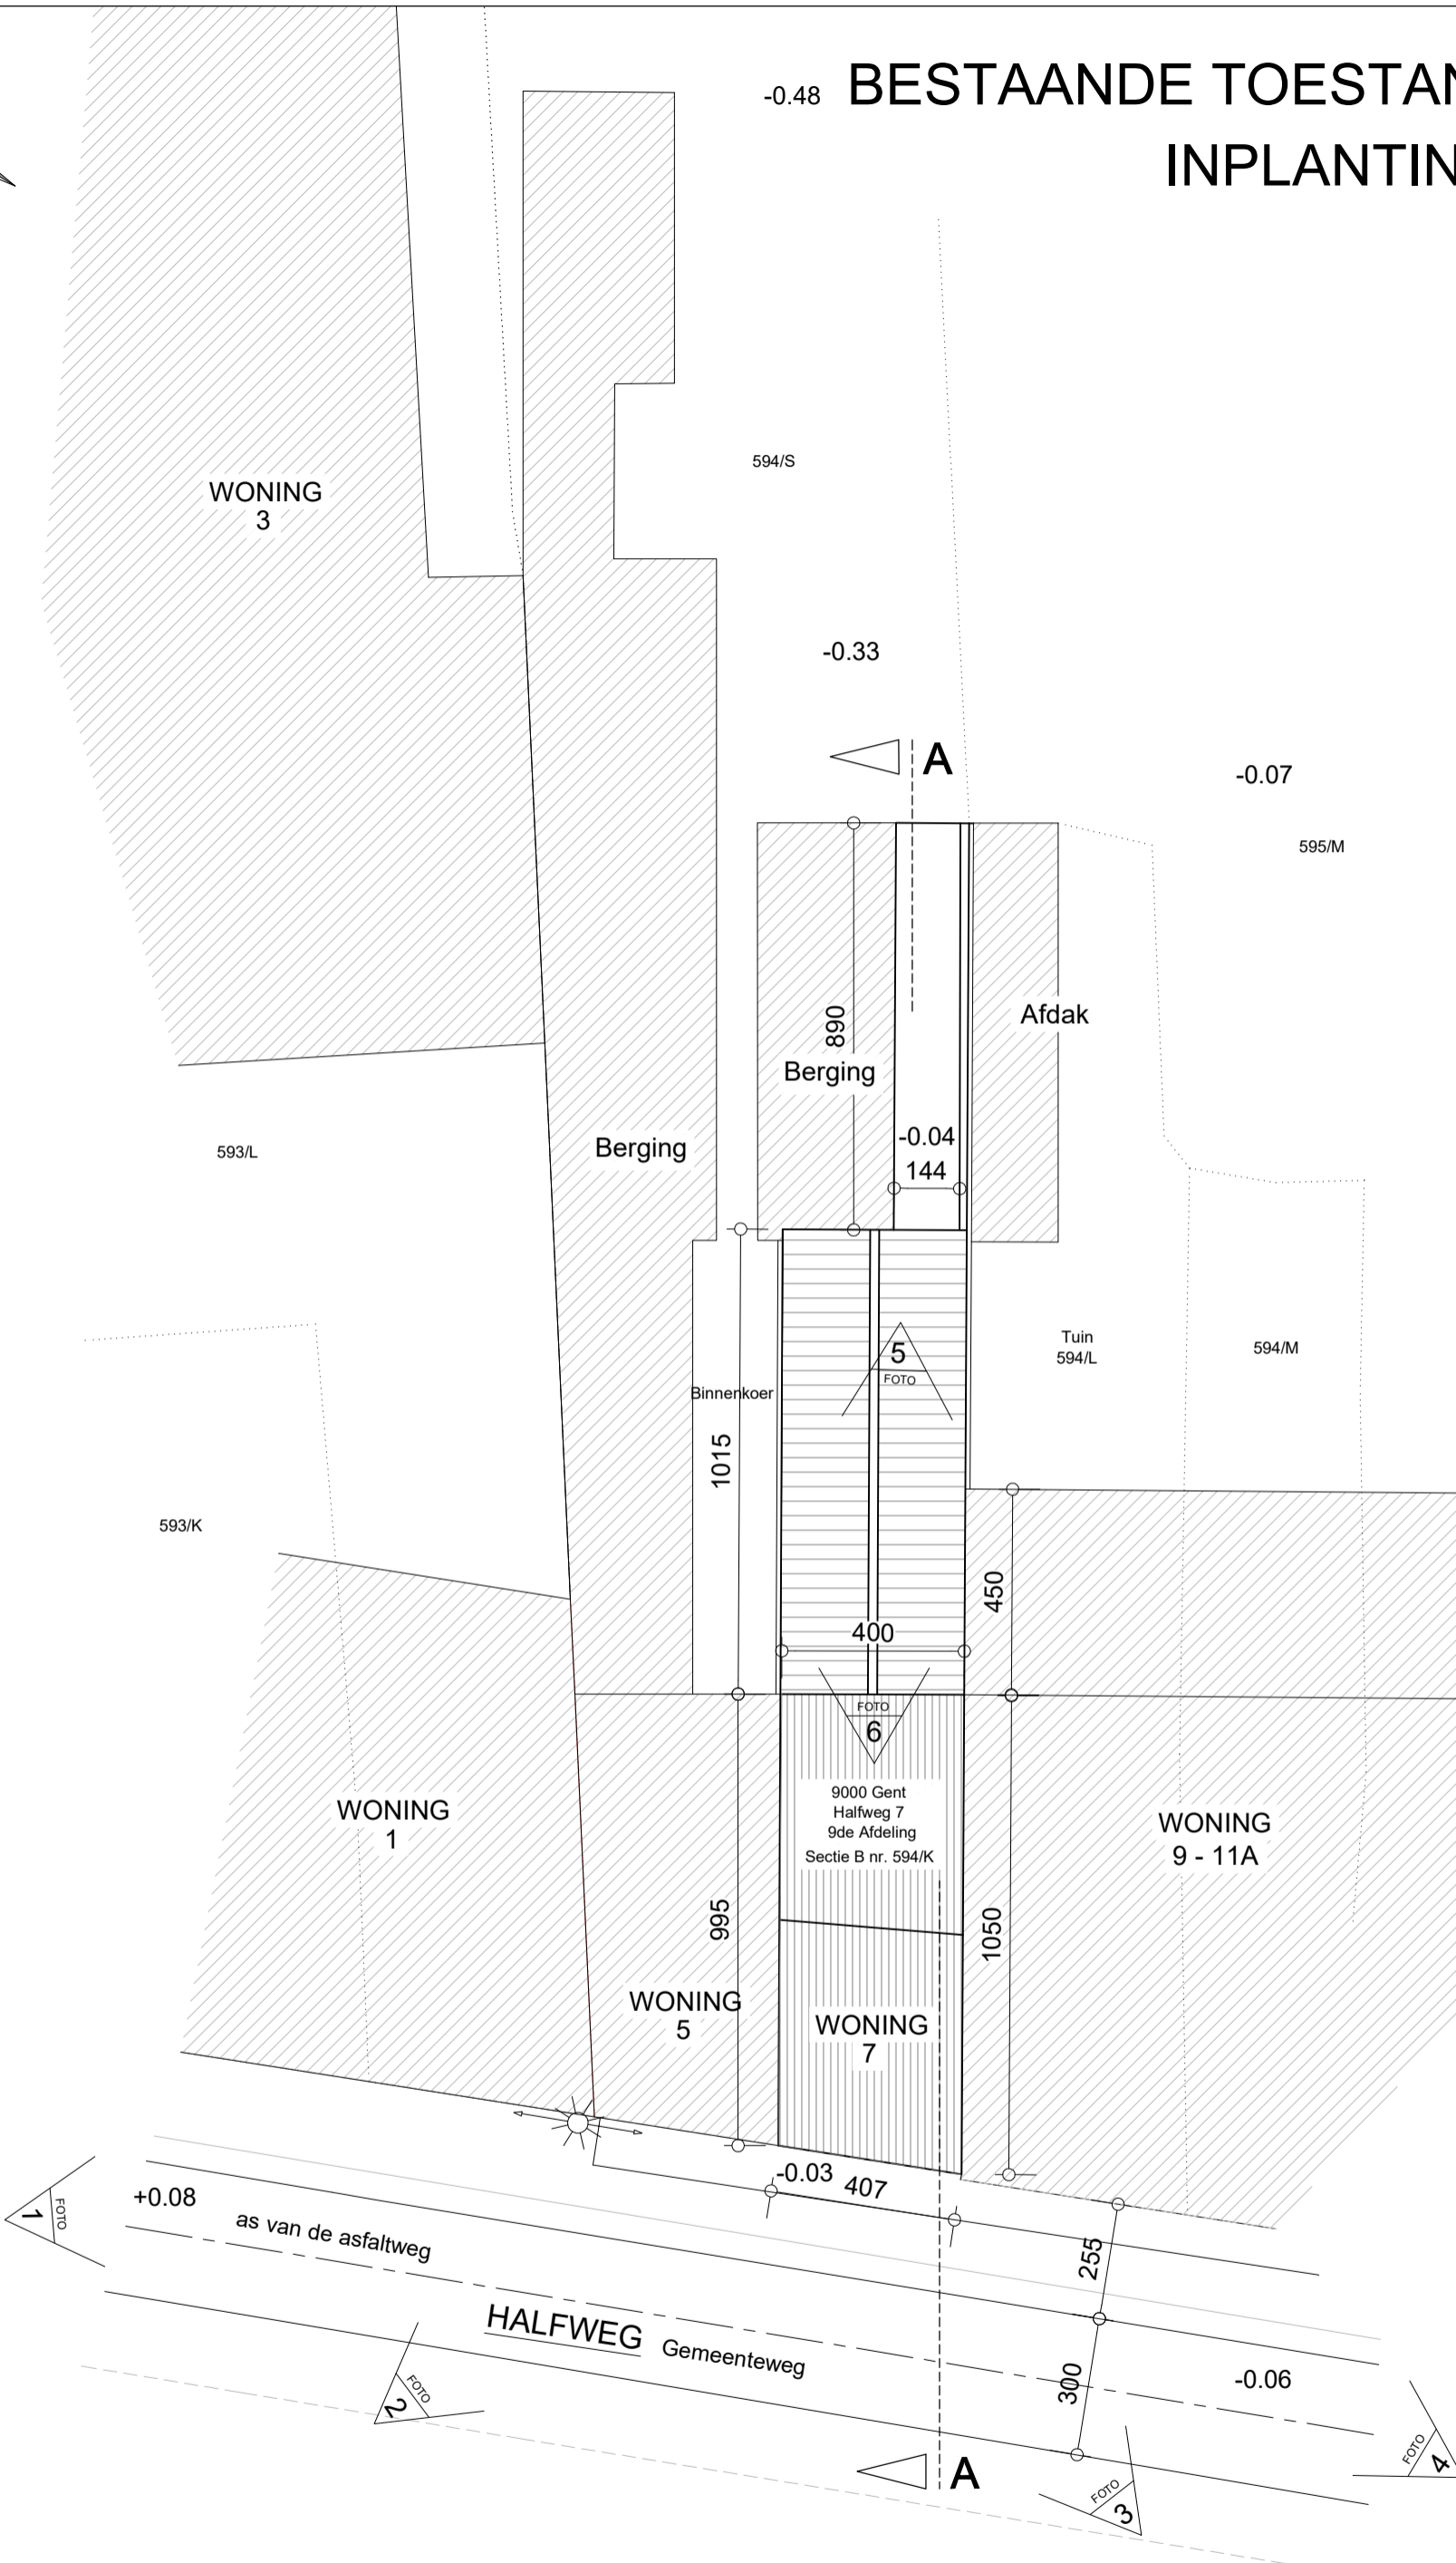 -0.48
BESTAANDE TOESTAN
INPLANTIN
594/S
WONING
3
-0.33
A
-0.07
595/M
890
Afdak
Berging
-0.04
144
Berging
593/L
5
FOTO
Tuin
594/L
594/M
Binnenkoer
1015
593/K
450
400
FOTO
6
9000 Gent
Halfweg 7
9de Afdeling
Sectie B nr. 594/K
WONING
1
WONING
9 - 11A
995
1050
WONING
5
WONING
7
-0.03
407
+0.08
FOTO
1
as van de asfaltweg
255
HALFWEG
Gemeenteweg
300
-0.06
FOTO
2
A
FOTO
3
FOTO
4